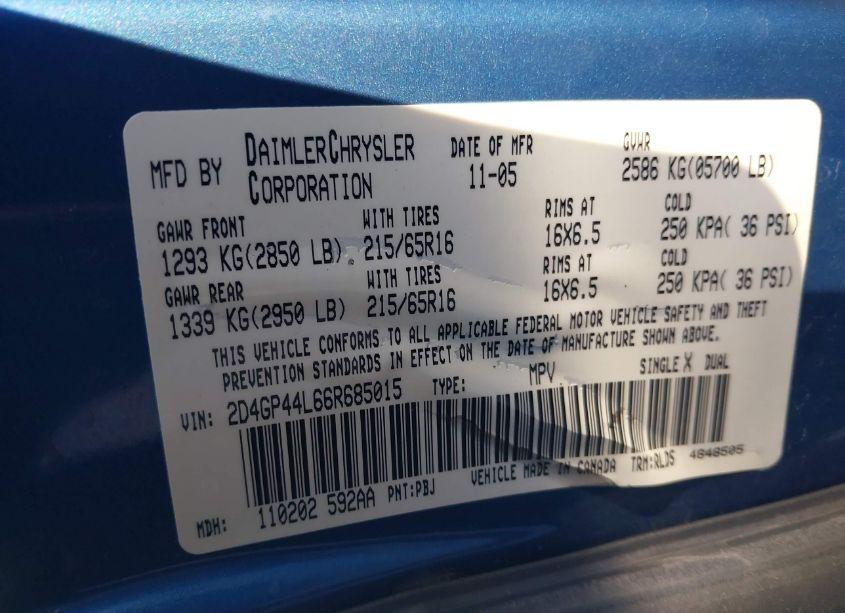 MFD BY DAIMLERCHRYSLER CORPORATION DATE OF MFR 11-05 GVWR 2586 KG(05700 LB)
GAWR FRONT WITH TIRES RIMS AT COLD
1293 KG(2850 LB) 215/65R16 16X6.5 250 KPA( 36 PSI)
GAWR REAR WITH TIRES RIMS AT COLD
1339 KG(2950 LB) 215/65R16 16X6.5 250 KPA( 36 PSI)
THIS VEHICLE CONFORMS TO ALL APPLICABLE FEDERAL MOTOR VEHICLE SAFETY AND THEFT
PREVENTION STANDARDS IN EFFECT ON THE DATE OF MANUFACTURE SHOWN ABOVE.
VIN: 2D4GP44L66R685015 TYPE: MPV SINGLE X DUAL
MDH: 110202 592AA PNT:PBJ VEHICLE MADE IN CANADA TRM:RLDS 4648505